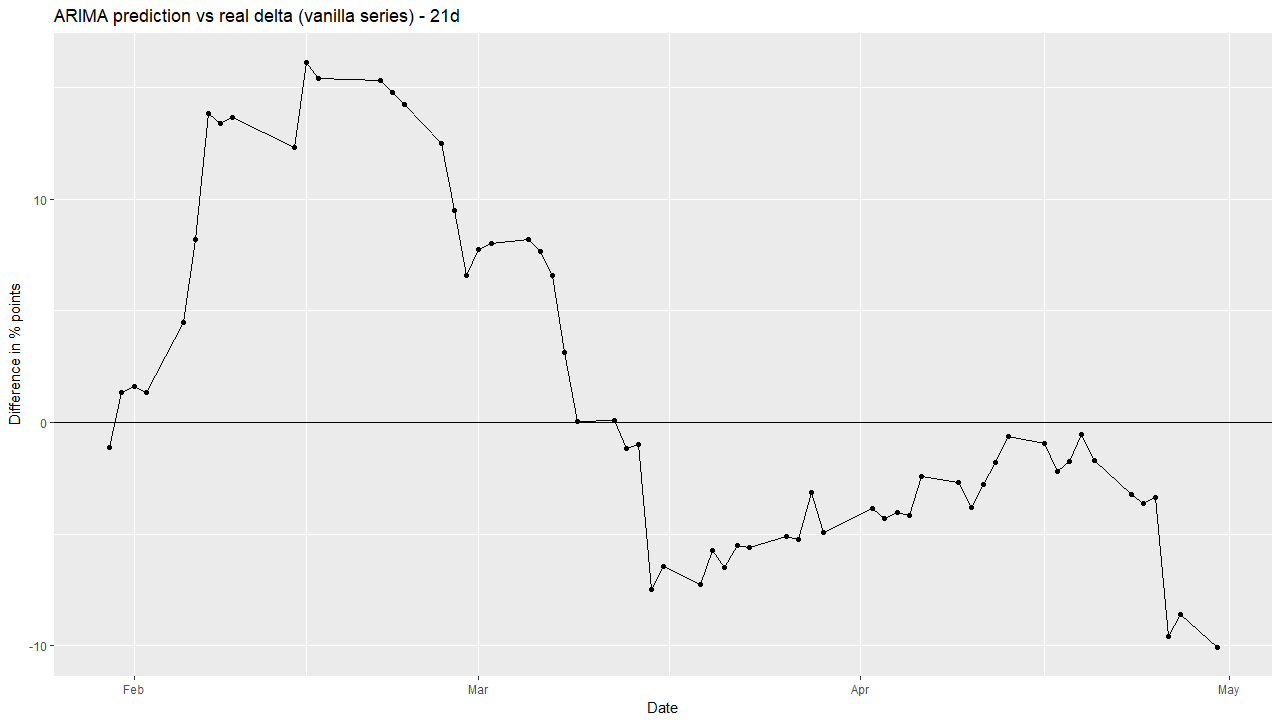 ARIMA prediction vs real delta (vanilla series) - 21d
Difference in % points
10
0
-10
Feb
Mar
Apr
May
Date